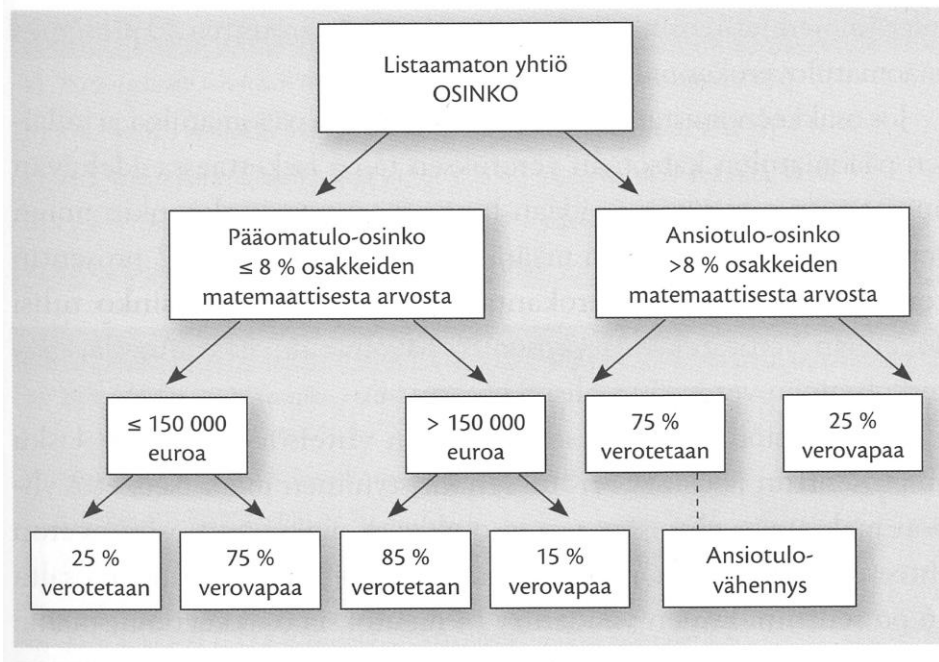 Listaamaton yhtiö
OSINKO
Pääomatulo-osinko
≤ 8 % osakkeiden
matemaattisesta arvosta
Ansiotulo-osinko
>8 % osakkeiden
matemaattisesta arvosta
≤ 150 000
euroa
> 150 000
euroa
75 %
verotetaan
25 %
verovapaa
25 %
verotetaan
75 %
verovapaa
85 %
verotetaan
15 %
verovapaa
Ansiotulo-
vähennys